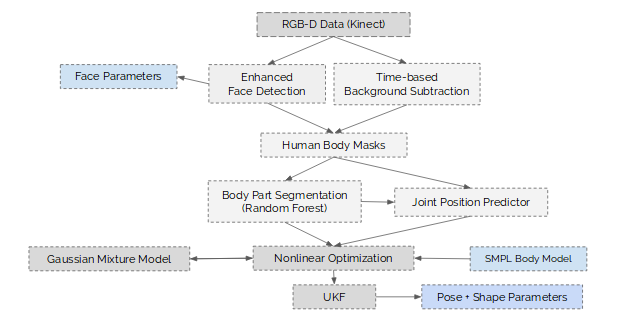 RGB-D Data (Kinect)
Face Parameters
Enhanced
Face Detection
Time-based
Background Subtraction
Human Body Masks
Body Part Segmentation
(Random Forest)
Joint Position Predictor
Gaussian Mixture Model
Nonlinear Optimization
SMPL Body Model
UKF
Pose + Shape Parameters